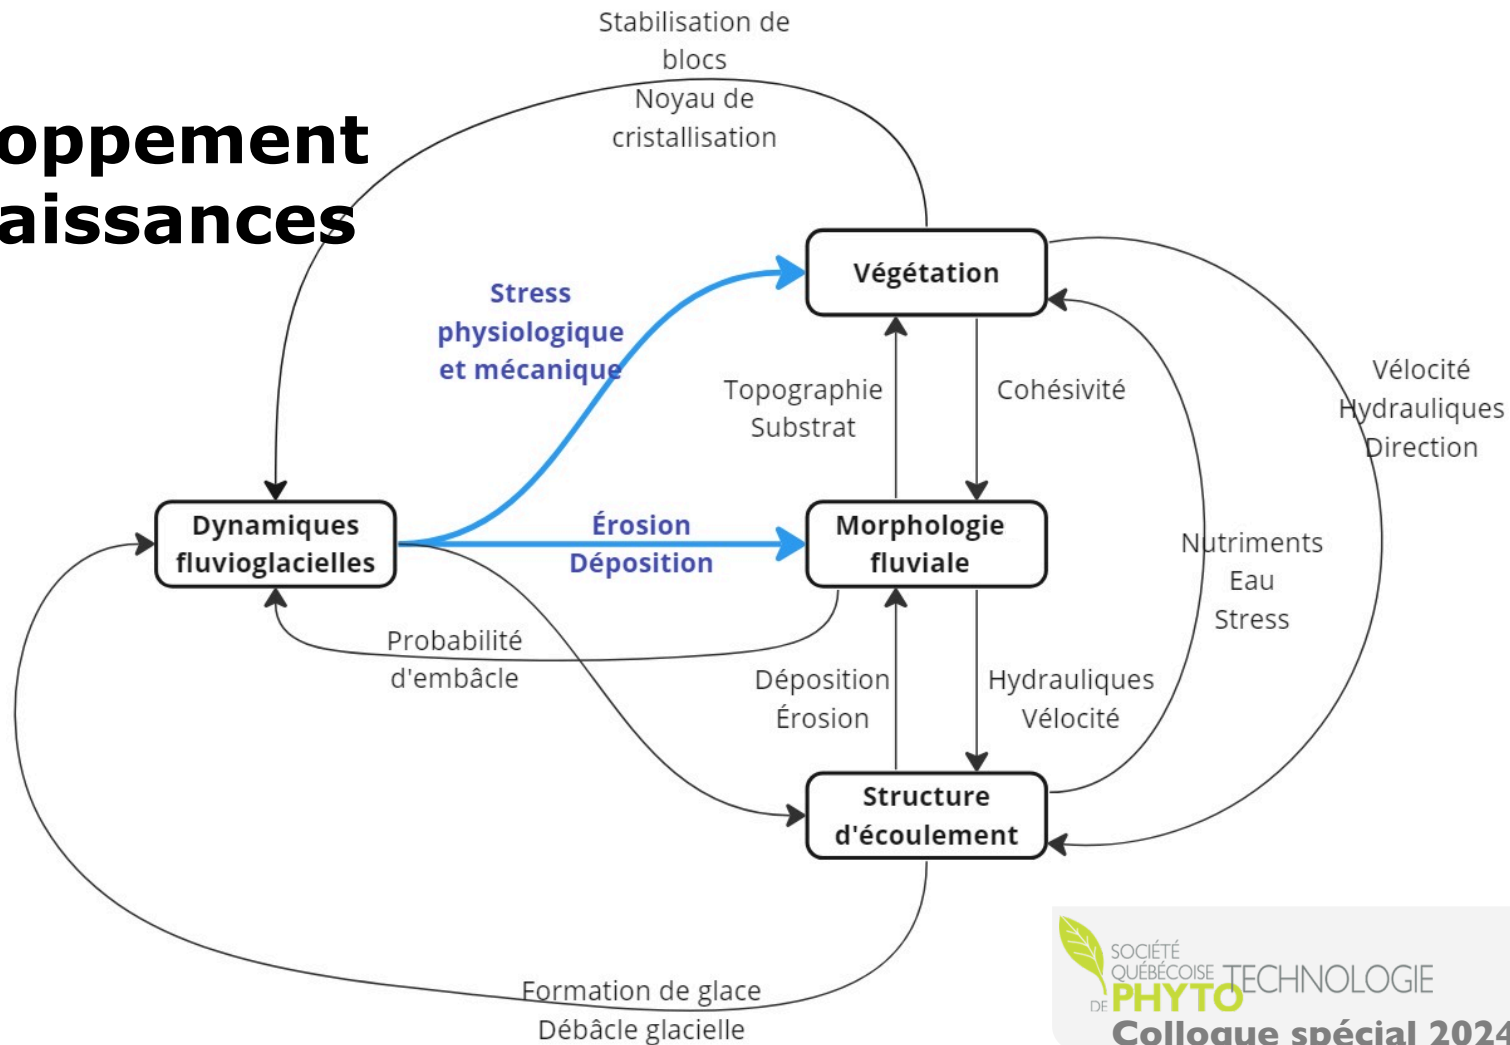 Stabilisation de
blocs
Noyau de
cristallisation
oppement
aissances
Végétation
Stress
physiologique
et mécanique
Topographie
Substrat
Cohésivité
Vélocité
Hydrauliques
Direction
Dynamiques
fluvioglacielles
Érosion
Déposition
Morphologie
fluviale
Nutriments
Eau
Stress
Probabilité
d'embâcle
Déposition
Érosion
Hydrauliques
Vélocité
Structure
d'écoulement
Formation de glace
Débâcle glacielle
SOCIÉTÉ
QUÉBÉCOISE
DE PHYTOTECHNOLOGIE
Colloque spécial 2024